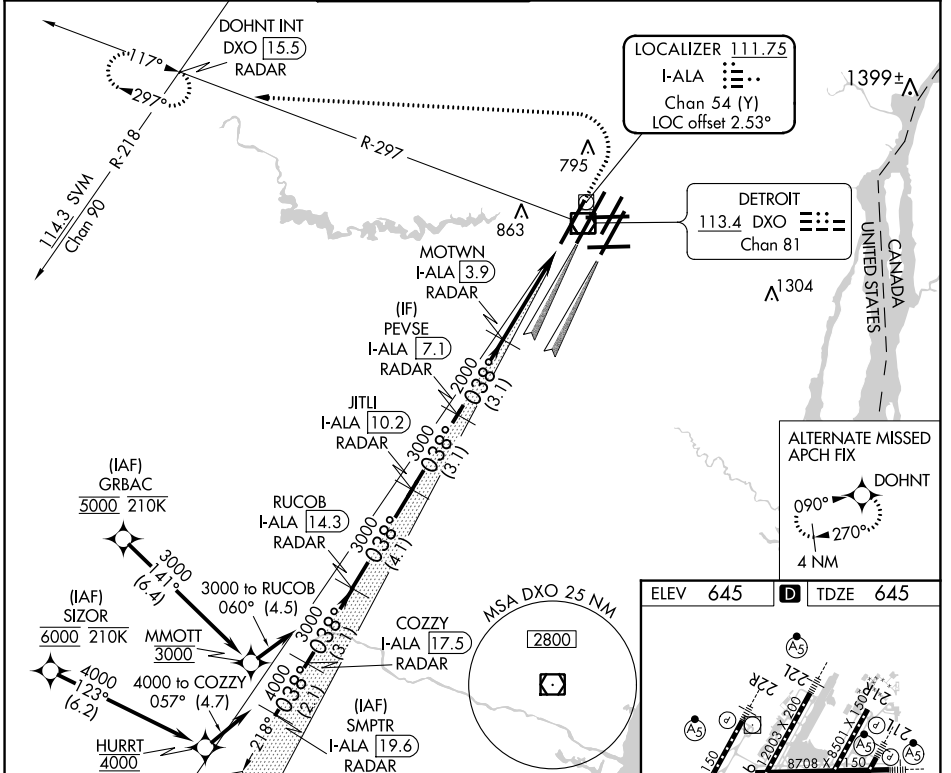 DOHNT INT
DXO 15.5
RADAR
117°
297°
R-297
R-218
114.3 SVM
Chan 90
LOCALIZER 111.75
I-ALA
Chan 54 (Y)
LOC offset 2.53°
1399±
795
863
DETROIT
113.4 DXO
Chan 81
1304
CANADA
UNITED STATES
MOTWN
I-ALA 3.9
RADAR
(IF)
PEVSE
I-ALA 7.1
RADAR
2000
038°
(3.1)
JITLI
I-ALA 10.2
RADAR
3000
038°
(3.1)
RUCOB
I-ALA 14.3
RADAR
3000
038°
(4.1)
(IAF)
GRBAC
5000 210K
3000
141°
(6.4)
3000 to RUCOB
060° (4.5)
MMOTT
3000
3000
038°
(3.1)
COZZY
I-ALA 17.5
RADAR
(IAF)
SIZOR
6000 210K
4000
123°
(6.2)
4000 to COZZY
057° (4.7)
HURRT
4000
4000
038°
(2.1)
218°
(IAF)
SMPTR
I-ALA 19.6
RADAR
MSA DXO 25 NM
2800
ALTERNATE MISSED
APCH FIX
DOHNT
090°
270°
4 NM
ELEV 645
D
TDZE 645
A5
22R
22L
A5
P
12003 X 200
8501 X 150
21R
21L
P
A5
P
A5
150
8708 X 150